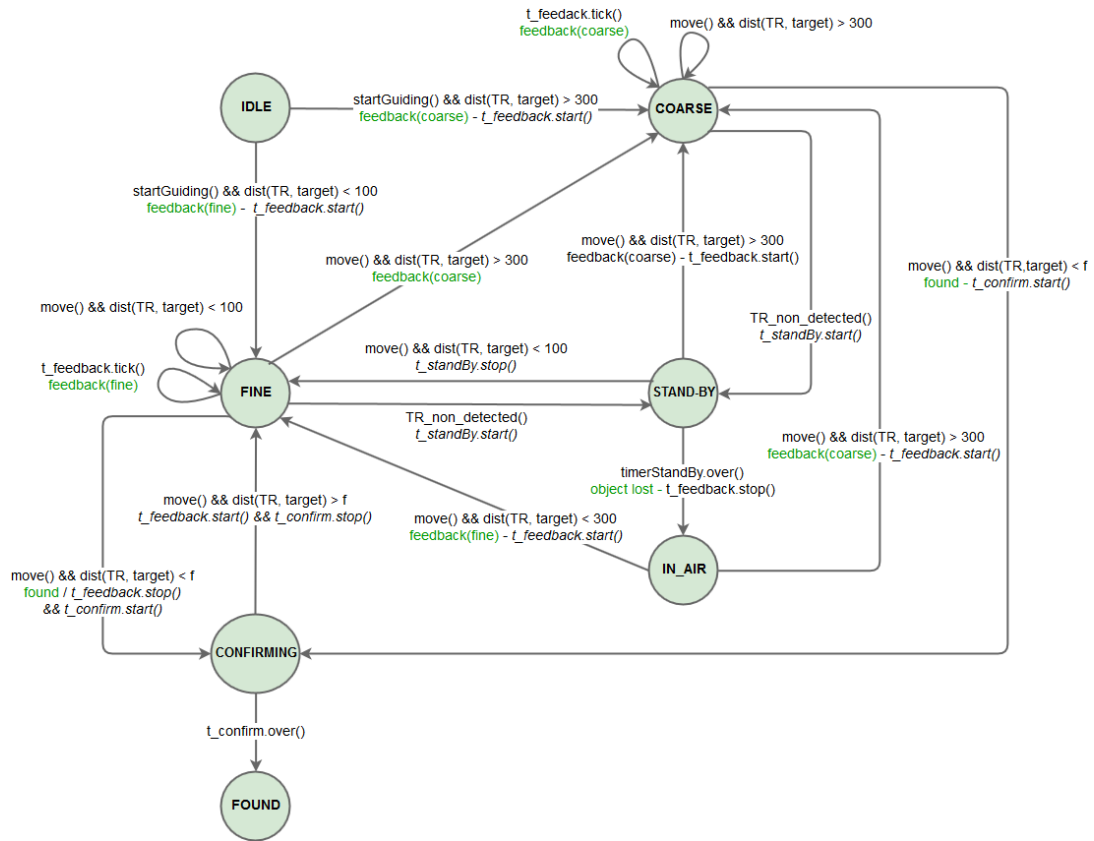 t_feedack.tick()
feedback(coarse)
move() && dist(TR, target) > 300
IDLE
startGuiding() && dist(TR, target) > 300
feedback(coarse) - t_feedback.start()
COARSE
startGuiding() && dist(TR, target) < 100
feedback(fine) - t_feedback.start()
move() && dist(TR, target) > 300
feedback(coarse)
move() && dist(TR, target) > 300
feedback(coarse) - t_feedback.start()
move() && dist(TR,target) < f
found - t_confirm.start()
move() && dist(TR, target) < 100
TR_non_detected()
t_standBy.start()
t_feedback.tick()
feedback(fine)
move() && dist(TR, target) < 100
t_standBy.stop()
FINE
STAND-BY
TR_non_detected()
t_standBy.start()
move() && dist(TR, target) > 300
feedback(coarse) - t_feedback.start()
timerStandBy.over()
object lost - t_feedback.stop()
move() && dist(TR, target) > f
t_feedback.start() && t_confirm.stop()
move() && dist(TR, target) < 300
feedback(fine) - t_feedback.start()
IN_AIR
move() && dist(TR, target) < f
found / t_feedback.stop()
&& t_confirm.start()
CONFIRMING
t_confirm.over()
FOUND